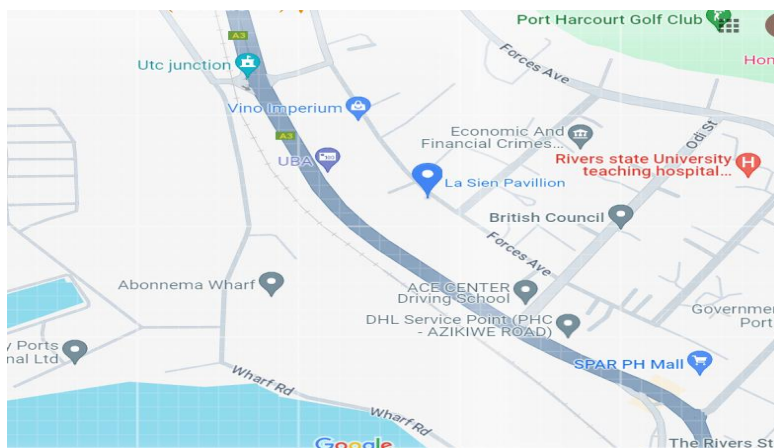 Port Harcourt Golf Club
A3
Utc junction
Forces Ave
Vino Imperium
A3
Economic And
Financial Crimes...
Odi St
UBA
Rivers state University
teaching hospital...
La Sien Pavillion
British Council
Forces Ave
Abonnema Wharf
ACE CENTER
Driving School
DHL Service Point (PHC
- AZIKIWE ROAD)
Governmen
Port
y Ports
nal Ltd
SPAR PH Mall
Wharf Rd
Wharf Rd
Google
The Rivers St